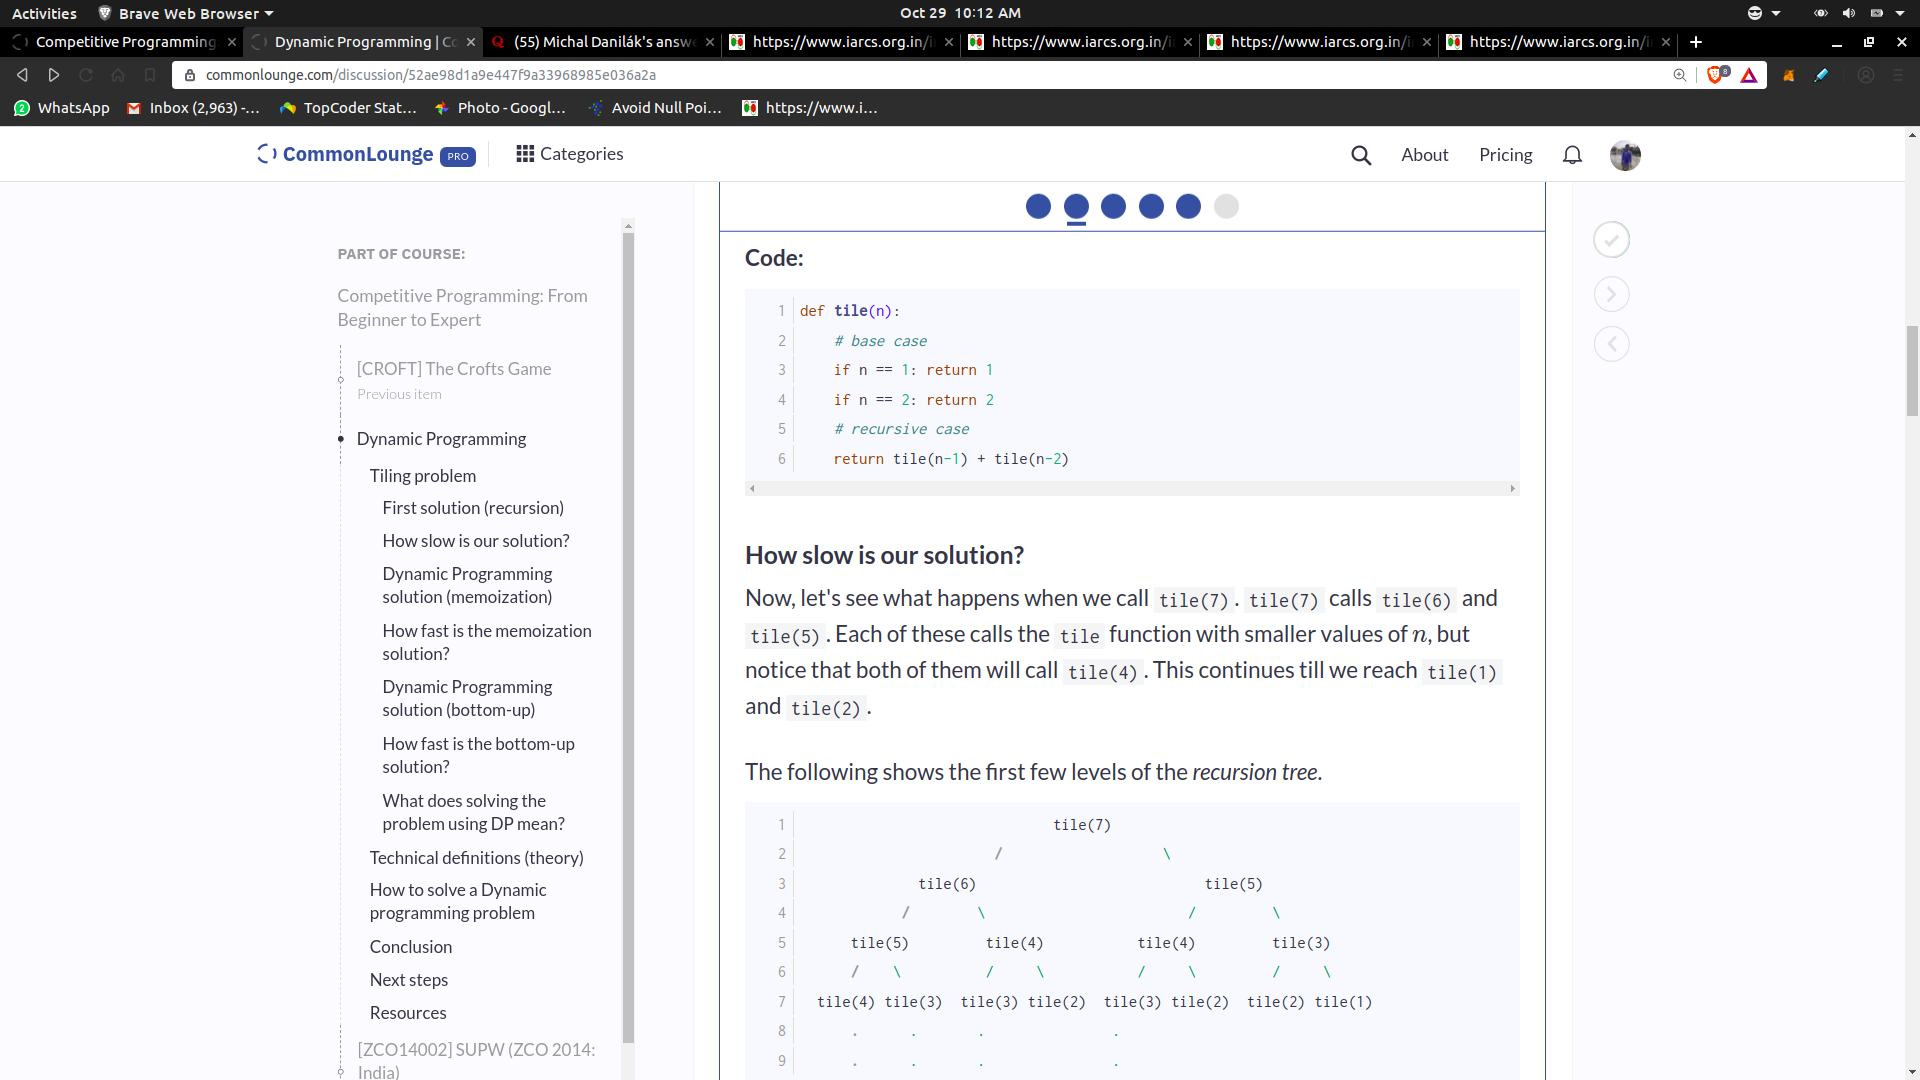 Activities Brave Web Browser Oct 29 10:12 AM
Competitive Programming Dynamic Programming | Co (55) Michal Danilák's answe https://www.iarcs.org.in/i https://www.iarcs.org.in/i https://www.iarcs.org.in/i https://www.iarcs.org.in/i
commonlounge.com/discussion/52ae98d1a9e447f9a33968985e036a2a 8
2 WhatsApp Inbox (2,963) -... TopCoder Stat... Photo - Googl... Avoid Null Poi... https://www.i...
CommonLounge PRO Categories About Pricing
PART OF COURSE:
Competitive Programming: From
Beginner to Expert
[CROFT] The Crofts Game
Previous item
Dynamic Programming
Tiling problem
First solution (recursion)
How slow is our solution?
Dynamic Programming
solution (memoization)
How fast is the memoization
solution?
Dynamic Programming
solution (bottom-up)
How fast is the bottom-up
solution?
What does solving the
problem using DP mean?
Technical definitions (theory)
How to solve a Dynamic
programming problem
Conclusion
Next steps
Resources
[ZCO14002] SUPW (ZCO 2014:
India)
Code:
1 def tile(n):
2 # base case
3 if n == 1: return 1
4 if n == 2: return 2
5 # recursive case
6 return tile(n-1) + tile(n-2)
How slow is our solution?
Now, let's see what happens when we call tile(7). tile(7) calls tile(6) and
tile(5). Each of these calls the tile function with smaller values of n, but
notice that both of them will call tile(4). This continues till we reach tile(1)
and tile(2).
The following shows the first few levels of the recursion tree.
1 tile(7)
2 / \
3 tile(6) tile(5)
4 / \ / \
5 tile(5) tile(4) tile(4) tile(3)
6 / \ / \ / \ / \
7 tile(4) tile(3) tile(3) tile(2) tile(3) tile(2) tile(2) tile(1)
8 . . . .
9 . . . .